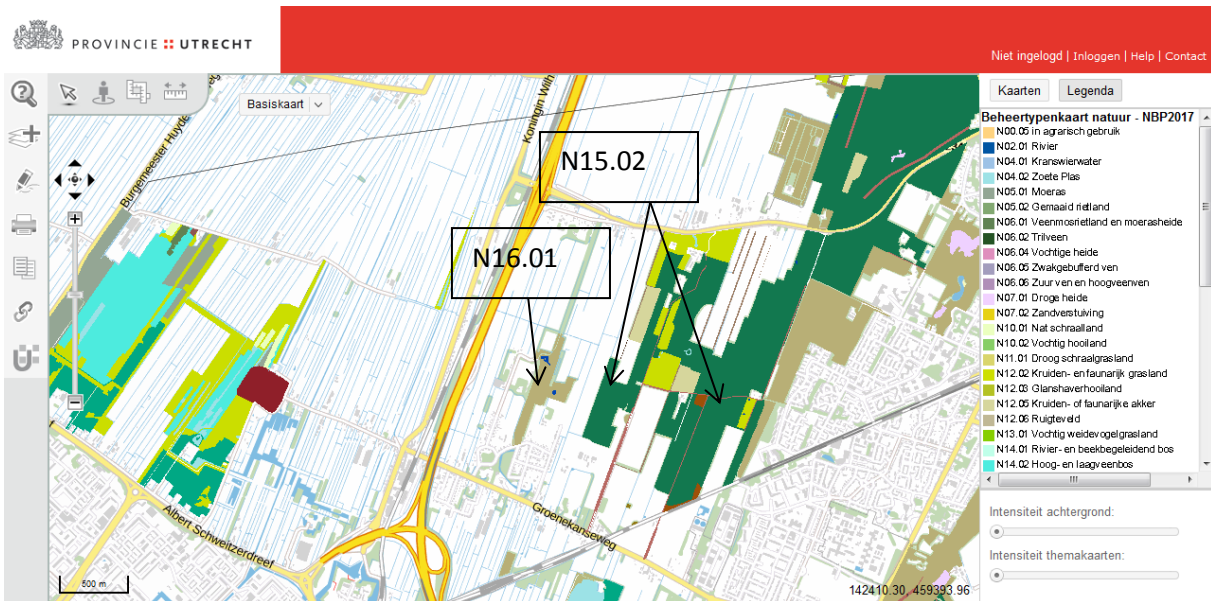 PROVINCIE UTRECHT
Niet ingelogd | Inloggen | Help | Contact
Basiskaart
Kaarten
Legenda
Beheertypenkaart natuur - NBP2017
N00.05 in agrarisch gebruik
N02.01 Rivier
N04.01 Kranswierwater
N04.02 Zoete Plas
N05.01 Moeras
N05.02 Gemaaid rietland
N06.01 Veenmosrietland en moerasheide
N06.02 Trilveen
N06.04 Vochtige heide
N06.05 Zwakgebufferd ven
N06.06 Zuur ven en hoogveenven
N07.01 Droge heide
N07.02 Zandverstuiving
N10.01 Nat schraalland
N10.02 Vochtig hooiland
N11.01 Droog schraalgrasland
N12.02 Kruiden- en faunarijk grasland
N12.03 Glanshaverhooiland
N12.05 Kruiden- of faunarijke akker
N12.06 Ruigteveld
N13.01 Vochtig weidevogelgrasland
N14.01 Rivier- en beekbegeleidend bos
N14.02 Hoog- en laagveenbos
Intensiteit achtergrond:
Intensiteit themakaarten:
Burgemeester Huyde
Koningin Wilh
N15.02
N16.01
Groenekanseweg
Albert Schweitzerdreef
500 m
142410.30, 459393.96